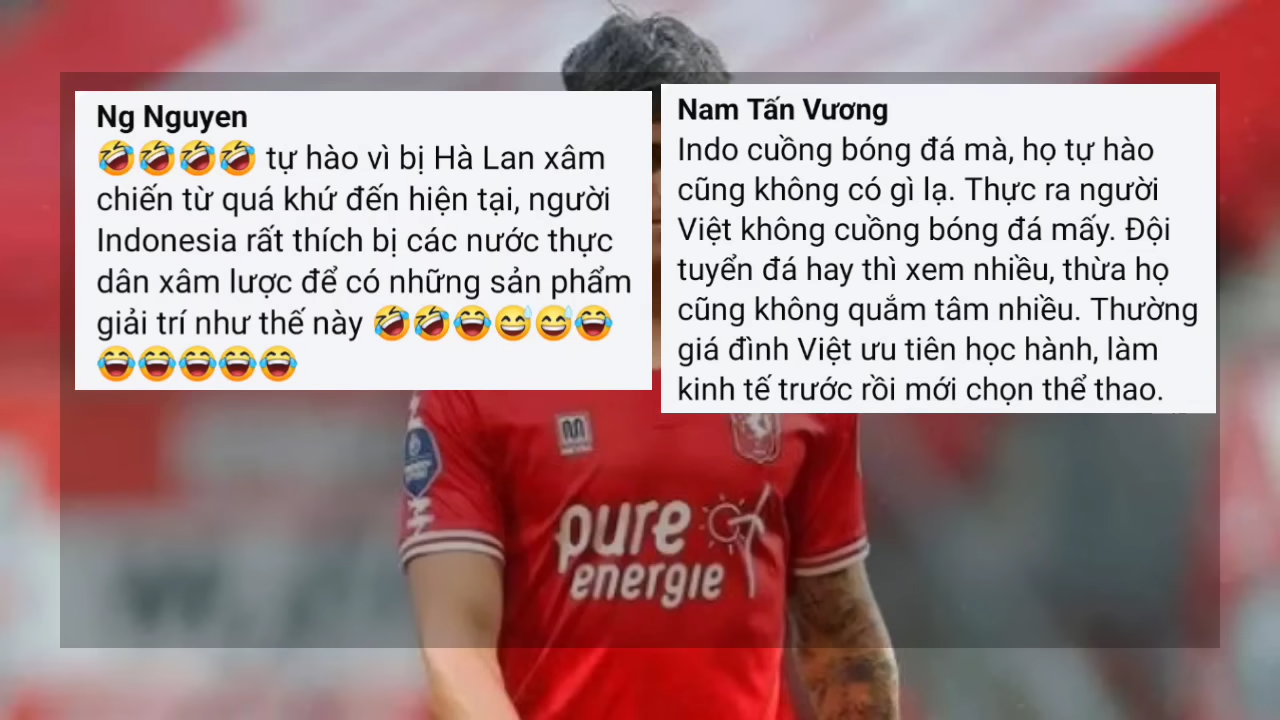 Ng Nguyen
🤣🤣🤣🤣 tự hào vì bị Hà Lan xâm
chiến từ quá khứ đến hiện tại, người
Indonesia rất thích bị các nước thực
dân xâm lược để có những sản phẩm
giải trí như thế này 🤣🤣😂😅😅😂
😂😂😂😂😂
Nam Tấn Vương
Indo cuồng bóng đá mà, họ tự hào
cũng không có gì lạ. Thực ra người
Việt không cuồng bóng đá mấy. Đội
tuyển đá hay thì xem nhiều, thừa họ
cũng không quắm tâm nhiều. Thường
giá đình Việt ưu tiên học hành, làm
kinh tế trước rồi mới chọn thể thao.
pure
energie